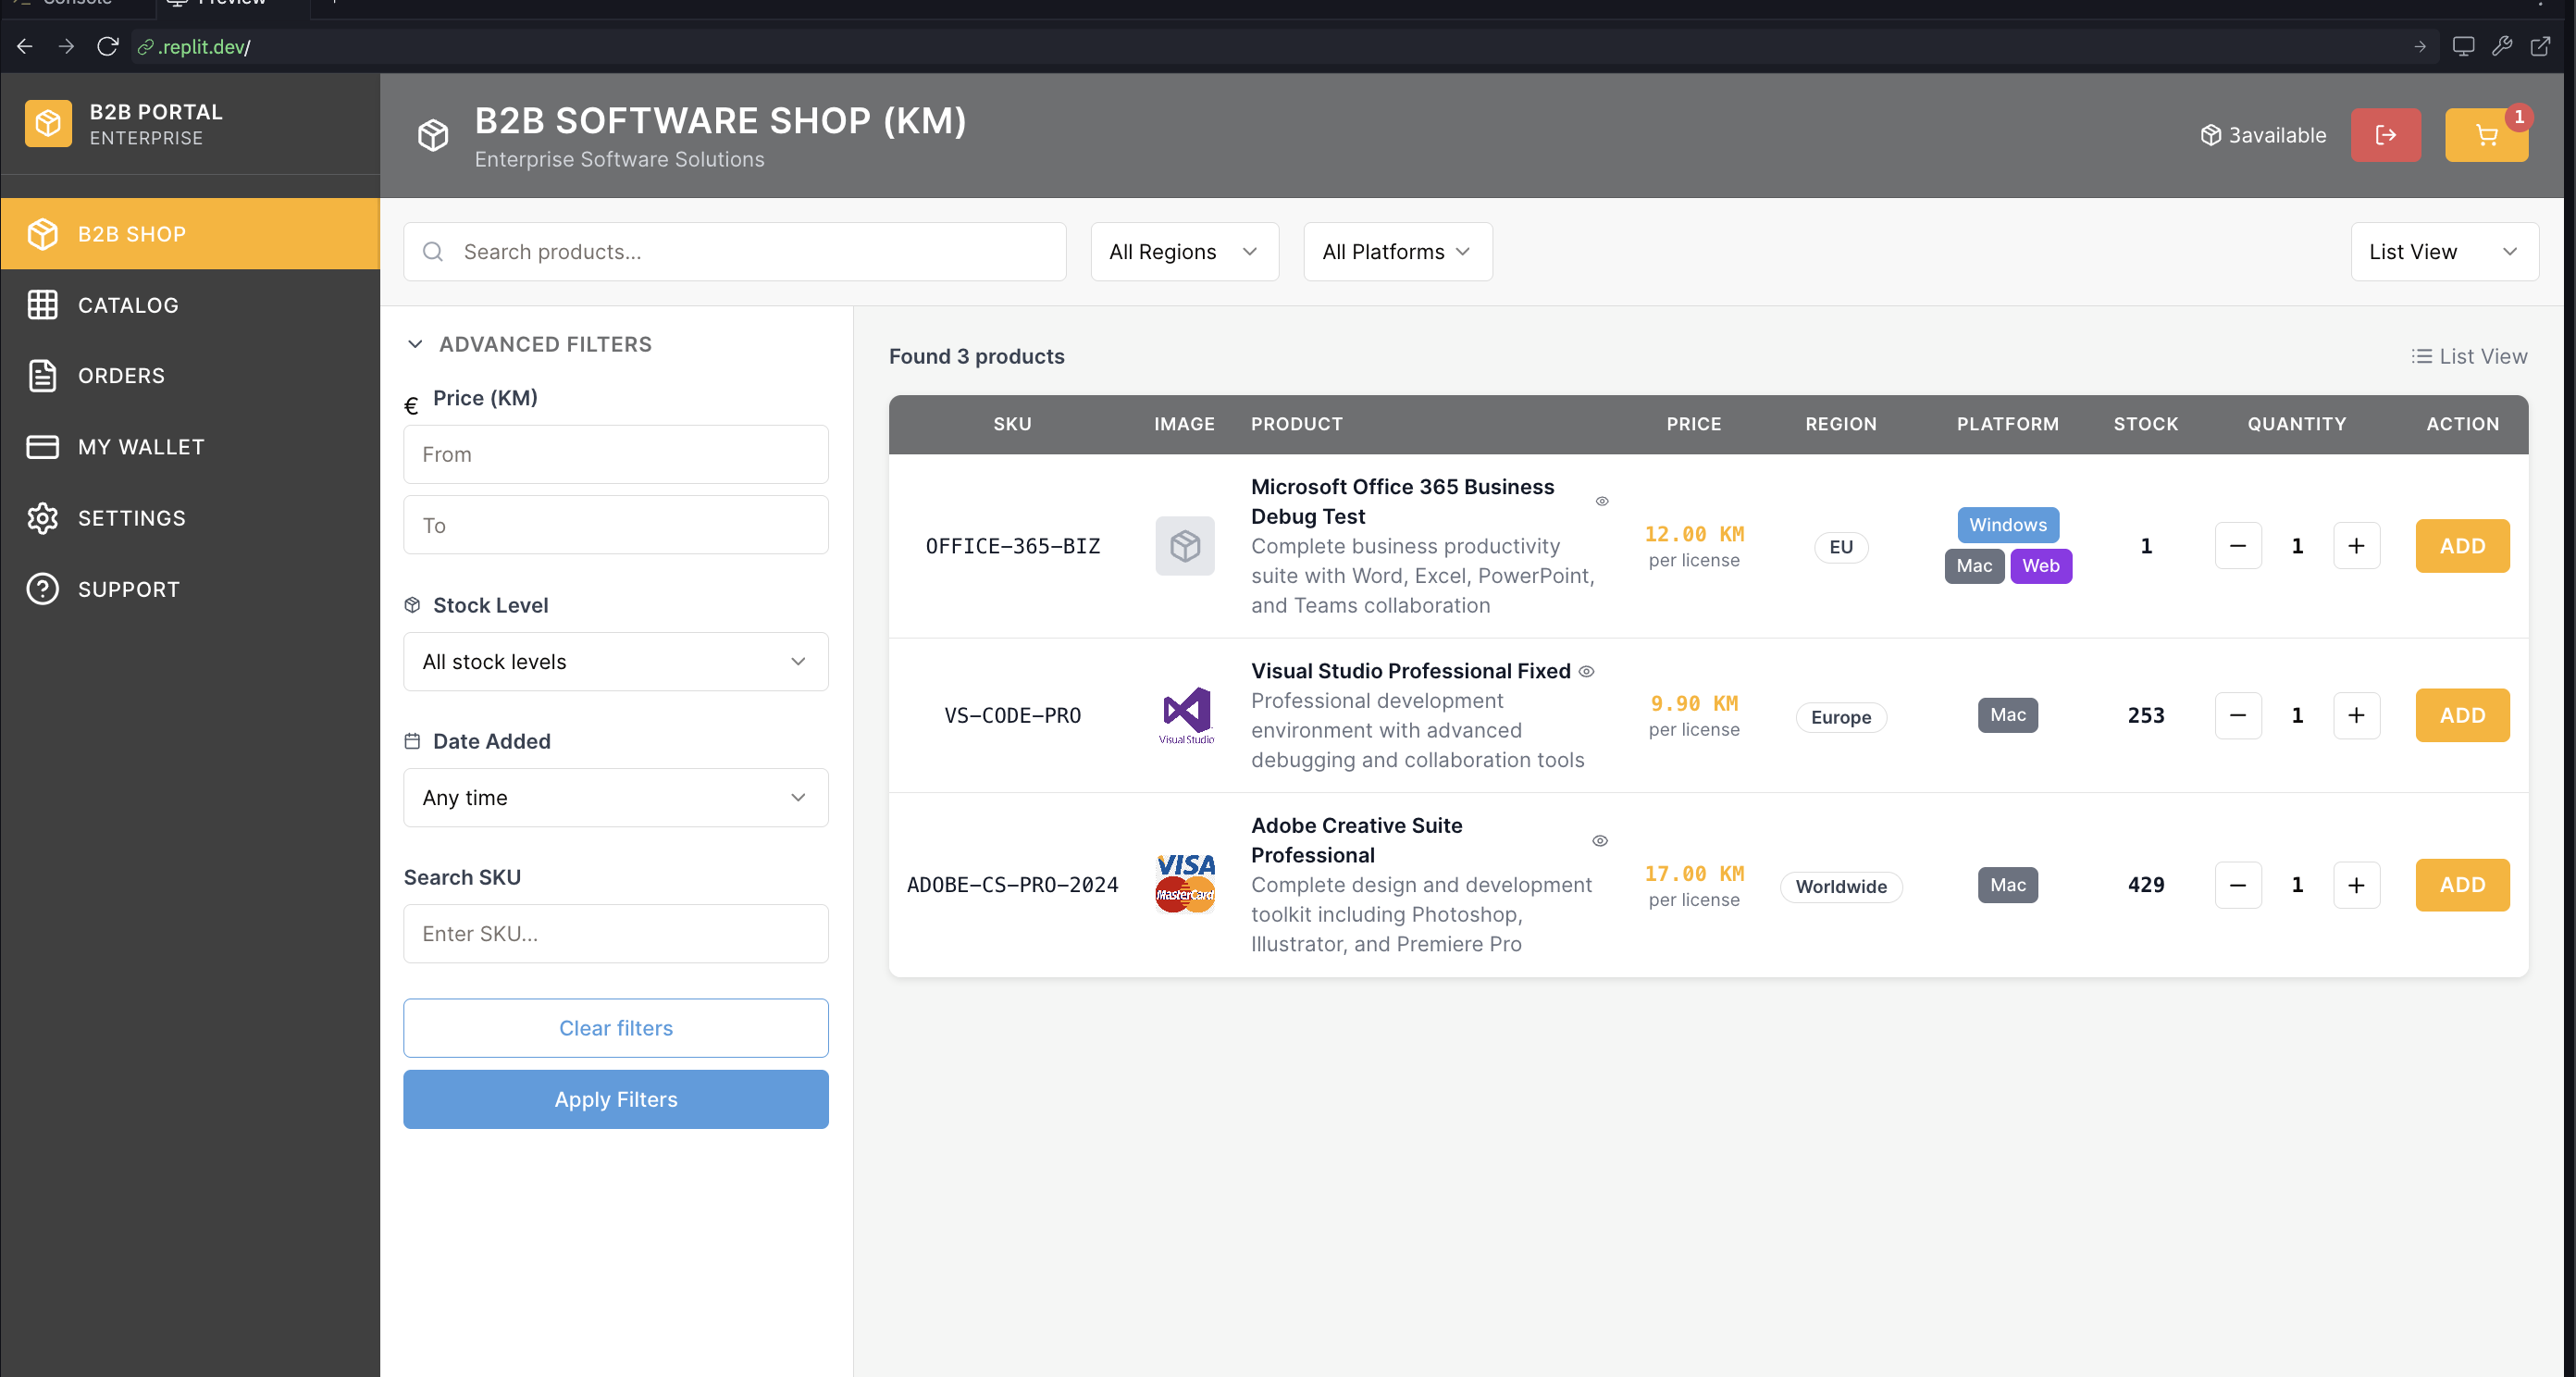 Console
Preview
.replit.dev/
B2B PORTAL
ENTERPRISE
B2B SHOP
CATALOG
ORDERS
MY WALLET
SETTINGS
SUPPORT
B2B SOFTWARE SHOP (KM)
Enterprise Software Solutions
3available
1
Search products...
All Regions
All Platforms
List View
ADVANCED FILTERS
€ Price (KM)
From
To
Stock Level
All stock levels
Date Added
Any time
Search SKU
Enter SKU...
Clear filters
Apply Filters
Found 3 products
List View
SKU IMAGE PRODUCT PRICE REGION PLATFORM STOCK QUANTITY ACTION
OFFICE-365-BIZ
Microsoft Office 365 Business
Debug Test
Complete business productivity
suite with Word, Excel, PowerPoint,
and Teams collaboration
12.00 KM
per license
EU
Windows
Mac Web
1
1
ADD
VS-CODE-PRO
Visual Studio
Visual Studio Professional Fixed
Professional development
environment with advanced
debugging and collaboration tools
9.90 KM
per license
Europe
Mac
253
1
ADD
ADOBE-CS-PRO-2024
VISA
MasterCard
Adobe Creative Suite
Professional
Complete design and development
toolkit including Photoshop,
Illustrator, and Premiere Pro
17.00 KM
per license
Worldwide
Mac
429
1
ADD